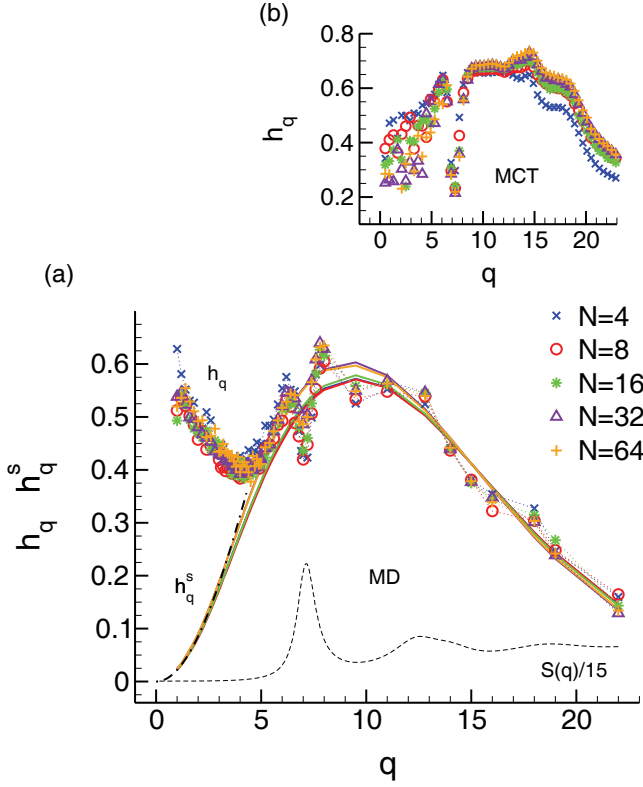 (b)
0.8
0.6
0.4
0.2
h_q
MCT
0 5 10 15 20
q
(a)
N=4
N=8
N=16
N=32
N=64
0.6
0.5
0.4
0.3
0.2
0.1
0
h_q h_q^s
h_q
h_q^s
MD
S(q)/15
0 5 10 15 20
q